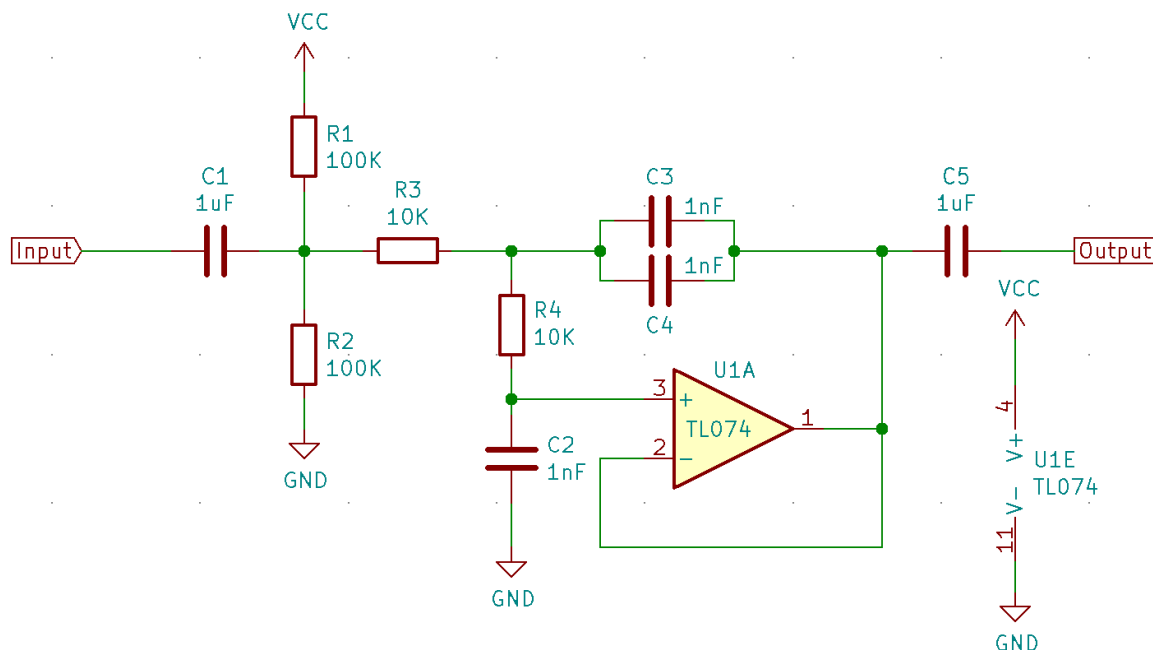 VCC
R1
100K
C1
1uF
R3
10K
C3
1nF
C5
1uF
Input
Output
1nF
C4
VCC
R4
10K
R2
100K
U1A
3
+
TL074
1
2
-
4
V+
U1E
TL074
V-
11
C2
1nF
GND
GND
GND